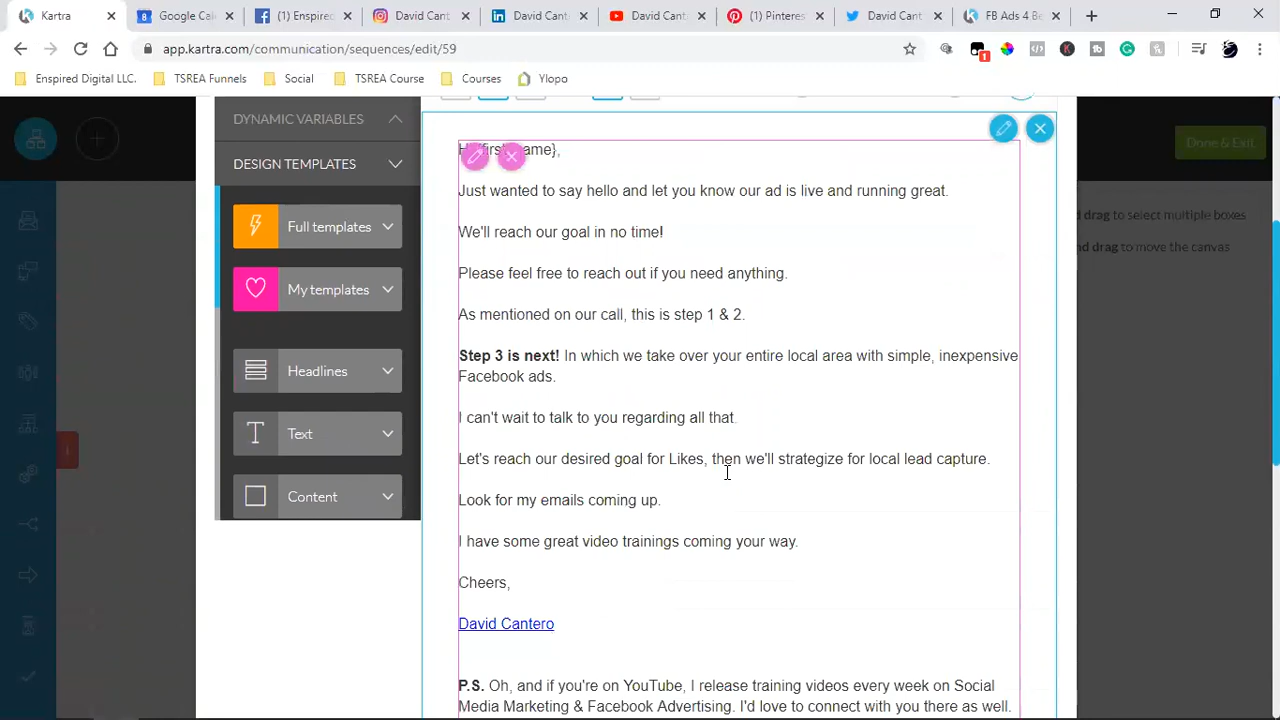 Kartra
Google Cal
(1) Enspirec
David Cant
David Cant
David Cant
(1) Pinteres
David Cant
FB Ads 4 Be
app.kartra.com/communication/sequences/edit/59
1
Enspired Digital LLC.
TSREA Funnels
Social
TSREA Course
Courses
Ylopo
DYNAMIC VARIABLES
DESIGN TEMPLATES
Full templates
My templates
Headlines
Text
Content
Done & Exit
drag to select multiple boxes
nd drag to move the canvas
Just wanted to say hello and let you know our ad is live and running great.
We'll reach our goal in no time!
Please feel free to reach out if you need anything.
As mentioned on our call, this is step 1 & 2.
Step 3 is next! In which we take over your entire local area with simple, inexpensive
Facebook ads.
I can't wait to talk to you regarding all that.
Let's reach our desired goal for Likes, then we'll strategize for local lead capture.
Look for my emails coming up.
I have some great video trainings coming your way.
Cheers,
David Cantero
P.S. Oh, and if you're on YouTube, I release training videos every week on Social
Media Marketing & Facebook Advertising. I'd love to connect with you there as well.